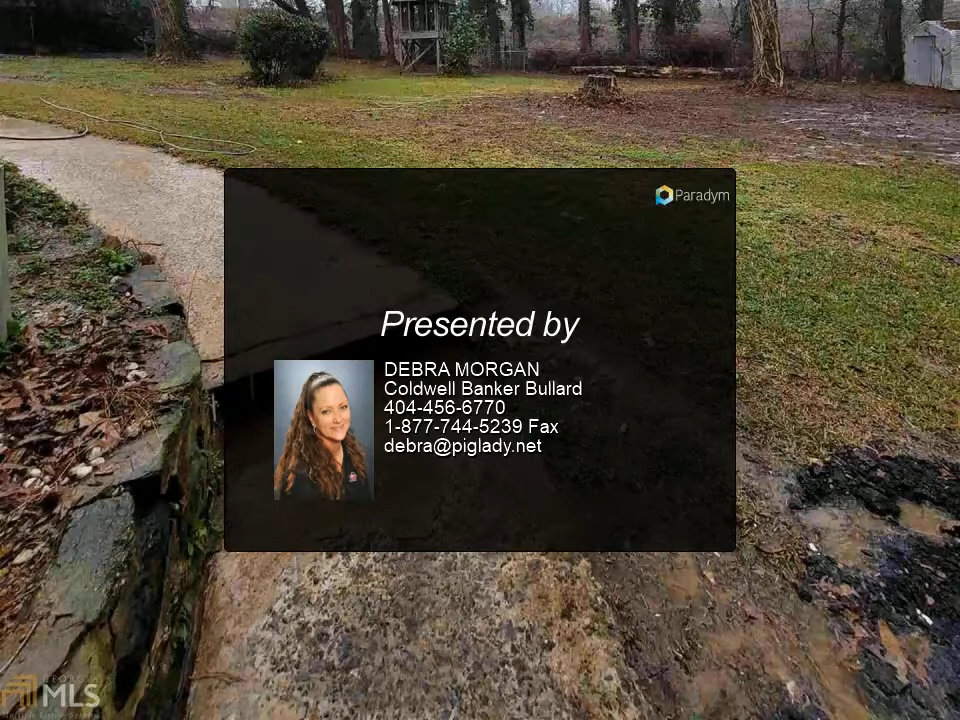 Paradym
Presented by
DEBRA MORGAN
Coldwell Banker Bullard
404-456-6770
1-877-744-5239 Fax
debra@piglady.net
GEORGIA
MLS